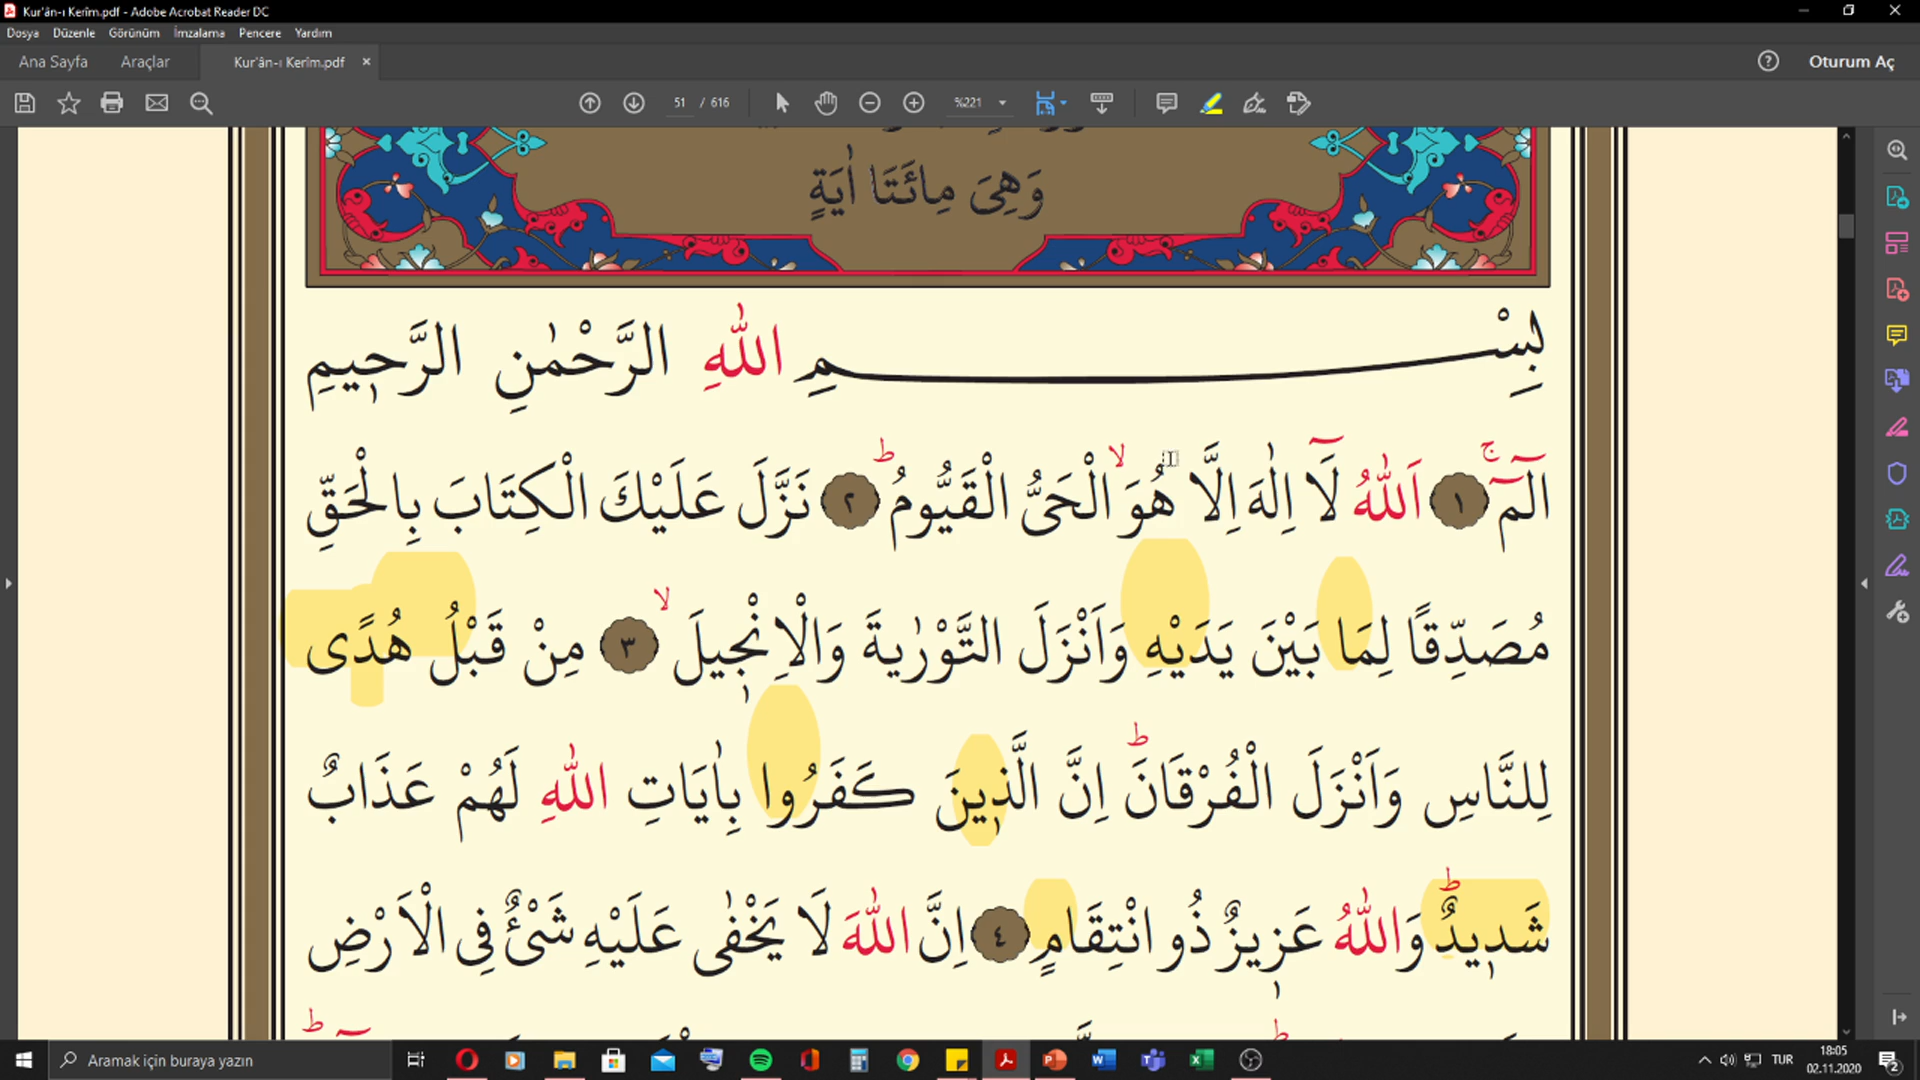 Kur'ân-ı Kerîm.pdf - Adobe Acrobat Reader DC
Dosya Düzenle Görünüm İmzalama Pencere Yardım
Ana Sayfa Araçlar Kur'ân-ı Kerîm.pdf × Oturum Aç
51 / 616 %221
وَهِىَ مِائَتَا اٰيَةٍ
بِسْمِ اللّٰهِ الرَّحْمٰنِ الرَّحٖيمِ
الٓمٓ ۚ ١ اَللّٰهُ لَٓا اِلٰهَ اِلَّا هُوَ ۙ الْحَىُّ الْقَيُّومُ ۜ ٢ نَزَّلَ عَلَيْكَ الْكِتَابَ بِالْحَقِّ
مُصَدِّقًا لِمَا بَيْنَ يَدَيْهِ وَاَنْزَلَ التَّوْرٰيةَ وَالْاِنْجٖيلَ ۙ ٣ مِنْ قَبْلُ هُدًى
لِلنَّاسِ وَاَنْزَلَ الْفُرْقَانَ ؕ اِنَّ الَّذٖينَ كَفَرُوا بِاٰيَاتِ اللّٰهِ لَهُمْ عَذَابٌ
شَدٖيدٌ ؕ وَاللّٰهُ عَزٖيزٌ ذُو انْتِقَامٍ ٤ اِنَّ اللّٰهَ لَا يَخْفٰى عَلَيْهِ شَىْءٌ فِى الْاَرْضِ
Aramak için buraya yazın
TUR
18:05
02.11.2020
2